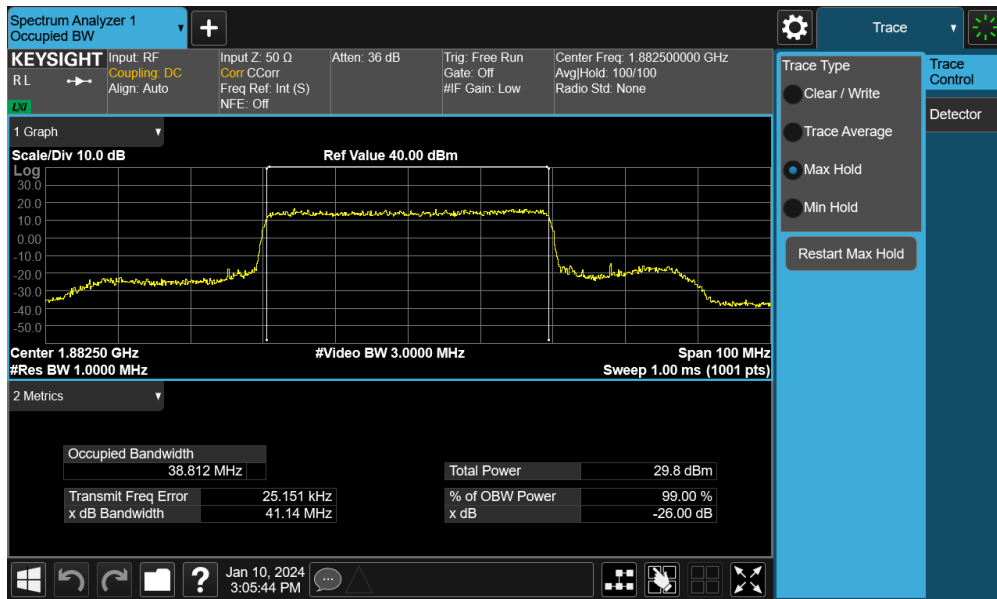 Spectrum Analyzer 1
Occupied BW
Trace
KEYSIGHT
R L
LXI
Input: RF
Coupling: DC
Align: Auto
Input Z: 50 Ω
Corr CCorr
Freq Ref: Int (S)
NFE: Off
Atten: 36 dB
Trig: Free Run
Gate: Off
#IF Gain: Low
Center Freq: 1.882500000 GHz
Avg|Hold: 100/100
Radio Std: None
1 Graph
Scale/Div 10.0 dB
Ref Value 40.00 dBm
Log
30.0
20.0
10.0
0.00
-10.0
-20.0
-30.0
-40.0
-50.0
Center 1.88250 GHz
#Video BW 3.0000 MHz
Span 100 MHz
#Res BW 1.0000 MHz
Sweep 1.00 ms (1001 pts)
2 Metrics
Occupied Bandwidth
38.812 MHz
Total Power 29.8 dBm
Transmit Freq Error 25.151 kHz
% of OBW Power 99.00 %
x dB Bandwidth 41.14 MHz
x dB -26.00 dB
Jan 10, 2024
3:05:44 PM
?
Trace Type
Clear / Write
Trace Average
Max Hold
Min Hold
Restart Max Hold
Trace
Control
Detector